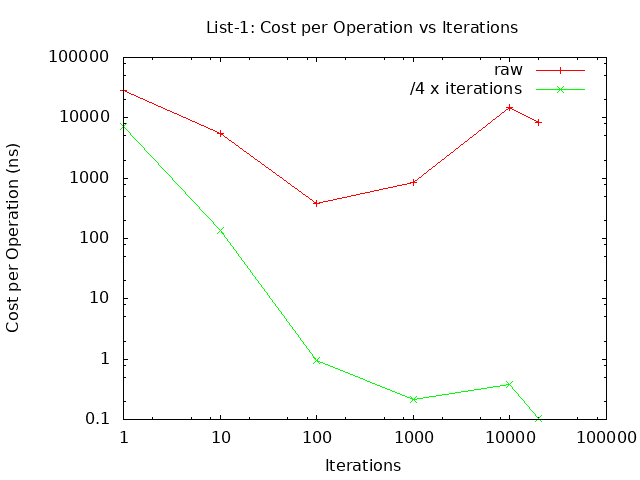 List-1: Cost per Operation vs Iterations
100000
10000
1000
100
10
1
0.1
Cost per Operation (ns)
raw
/4 x iterations
1 10 100 1000 10000 100000
Iterations